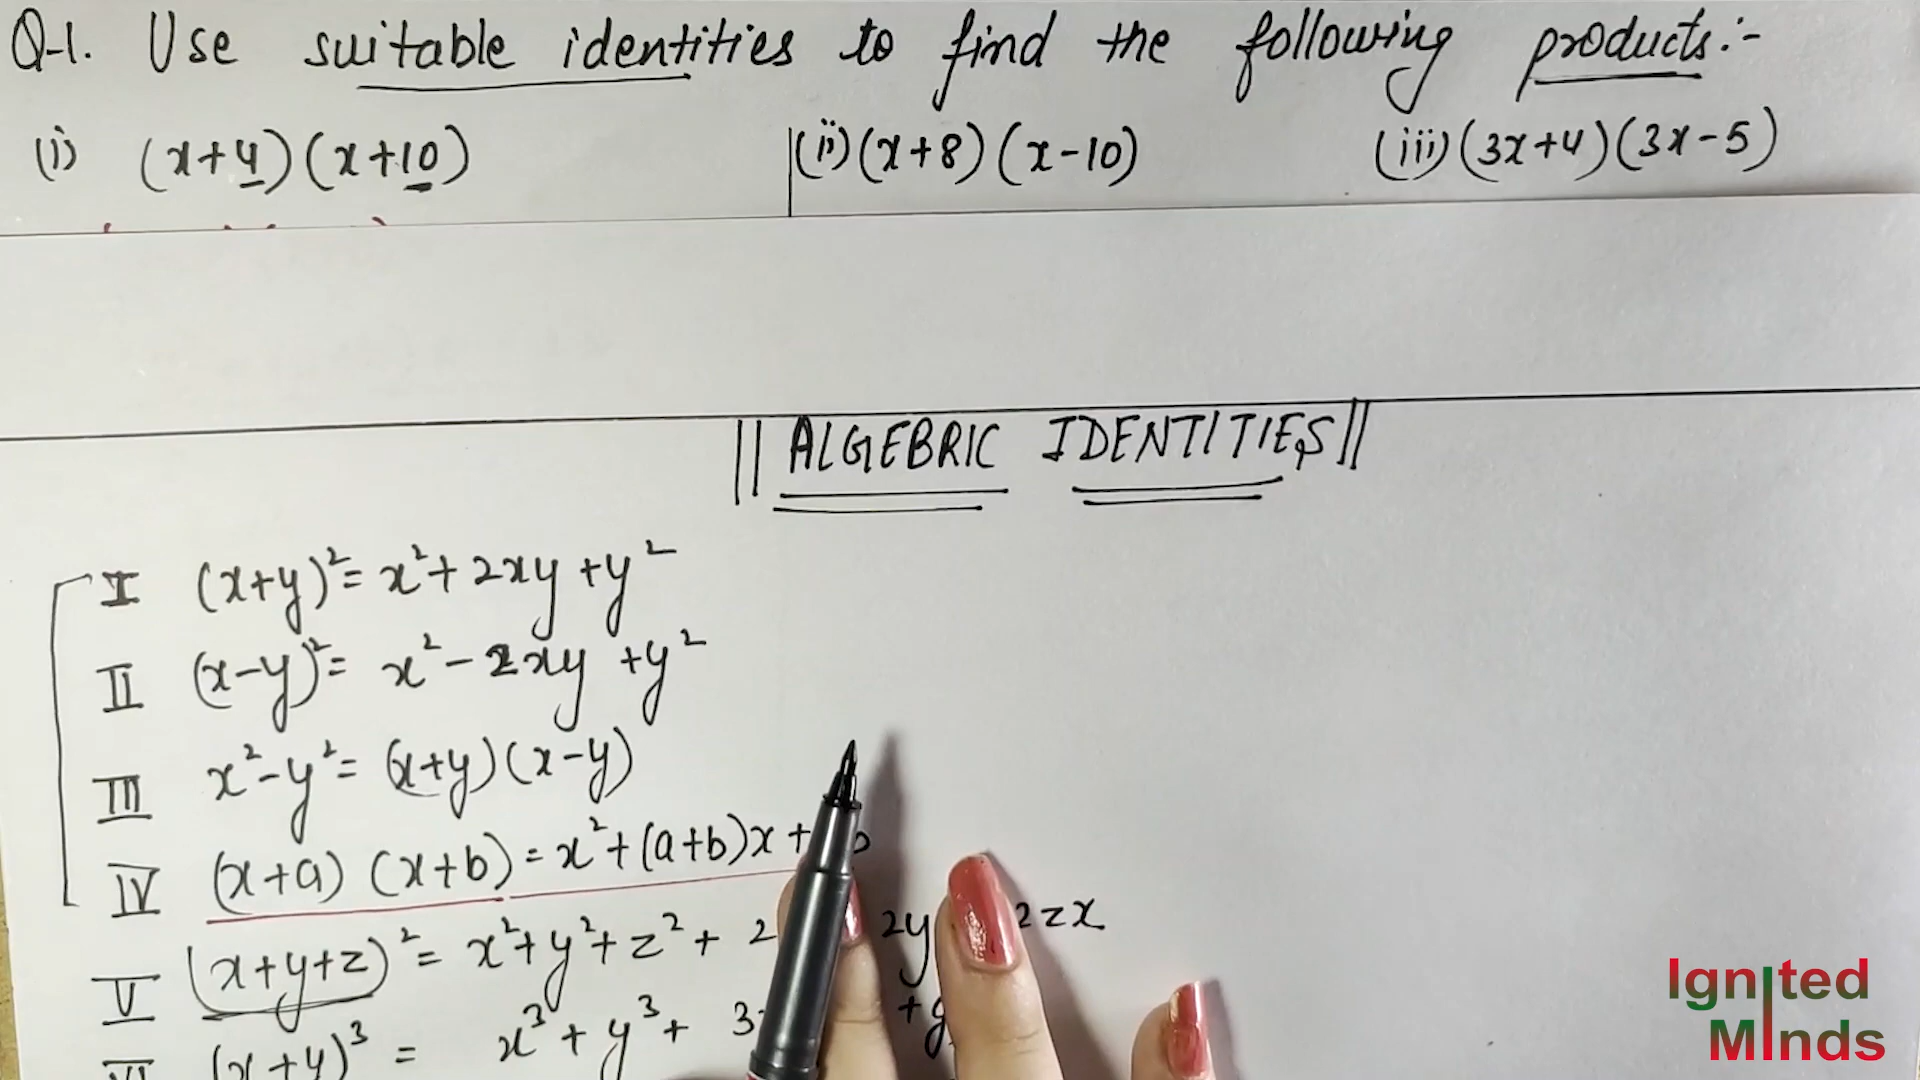 Q-1. Use suitable identities to find the following products:-
(i) (x+4)(x+10) (ii) (x+8)(x-10) (iii) (3x+4)(3x-5)
|| ALGEBRIC IDENTITIES ||
I (x+y)²= x²+2xy+y²
II (x-y)²= x²-2xy+y²
III x²-y²= (x+y)(x-y)
IV (x+a) (x+b) = x²+(a+b)x+
V (x+y+z)² = x²+y²+z²+ 2 2y 2zx
VI (x+y)³ = x³+y³+ 3 +
Ignited
Minds